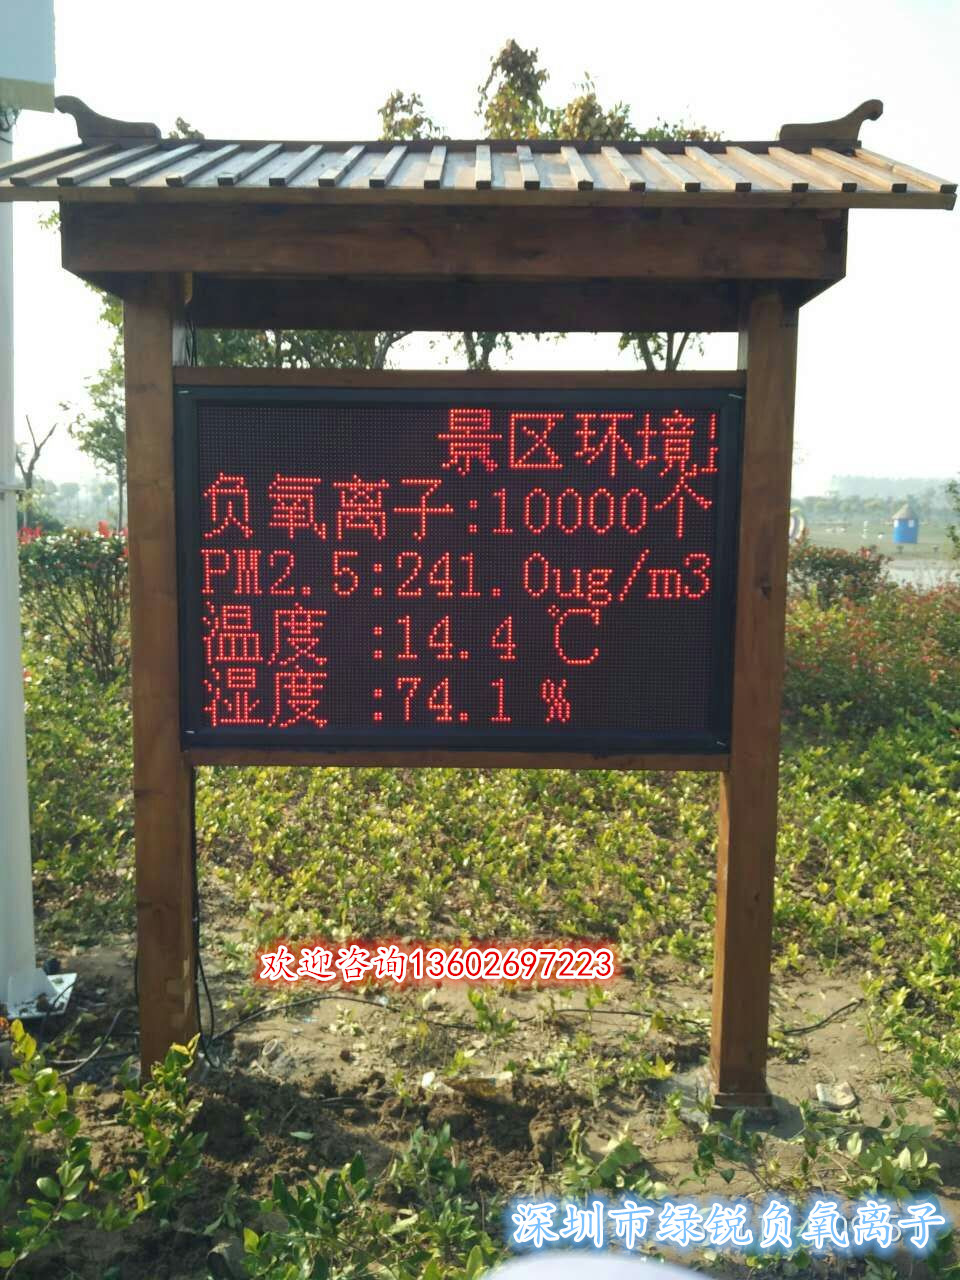 景区环境
负氧离子:10000个
PM2.5:241.0ug/m3
温度 :14.4 ℃
湿度 :74.1 %
欢迎咨询13602697223
深圳市绿锐负氧离子